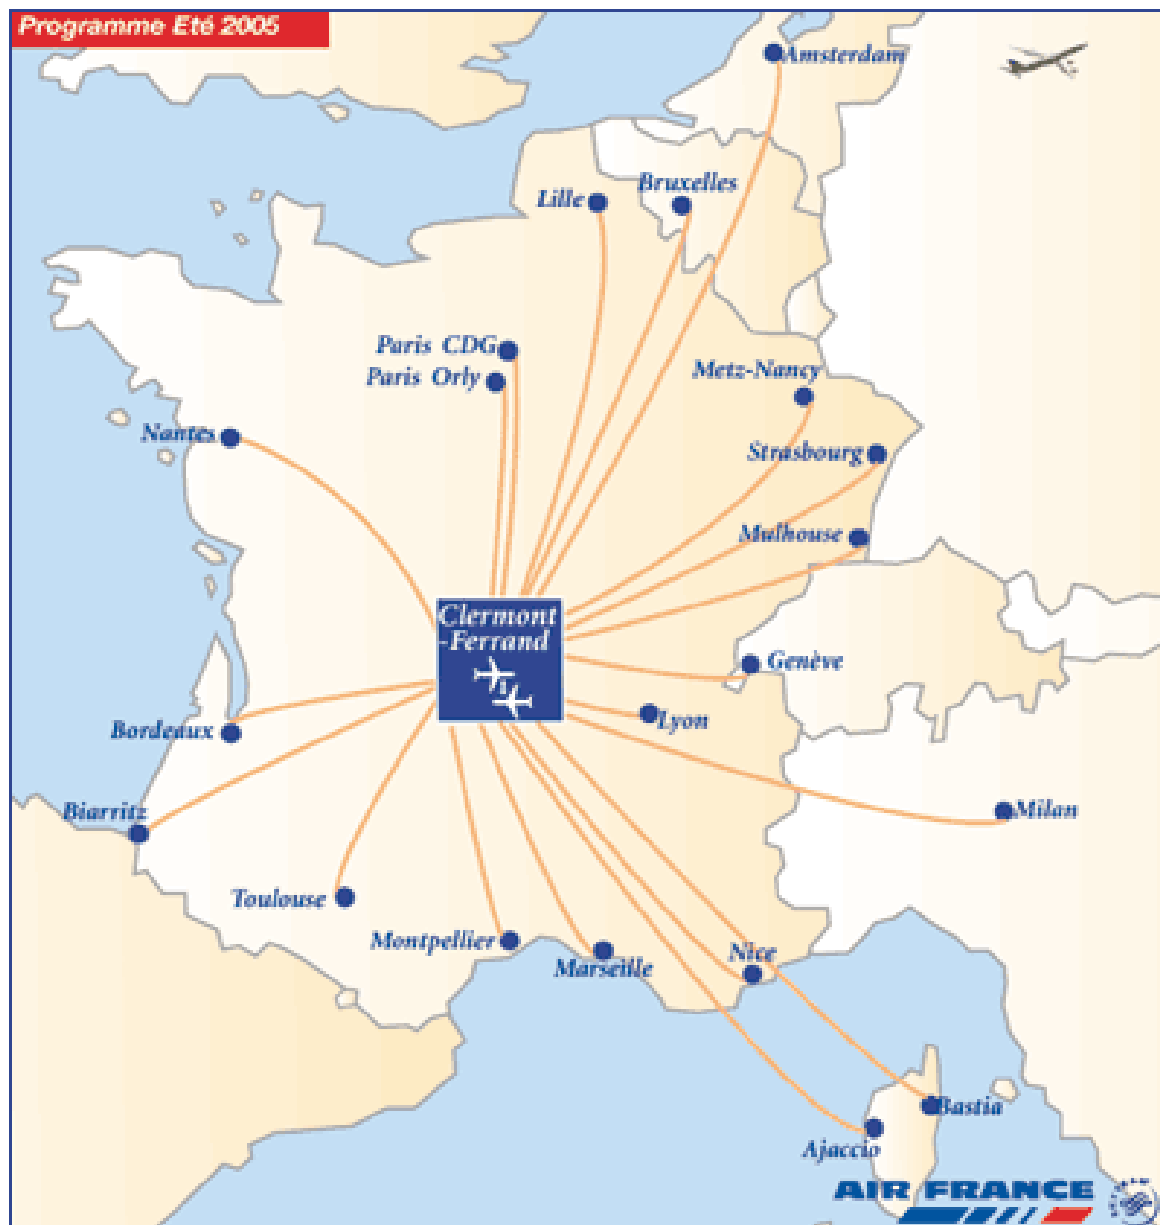 Programme Eté 2005
Amsterdam
Bruxelles
Lille
Paris CDG
Paris Orly
Metz-Nancy
Nantes
Strasbourg
Mulhouse
Clermont
-Ferrand
Genève
Lyon
Bordeaux
Biarritz
Milan
Toulouse
Montpellier
Nice
Marseille
Bastia
Ajaccio
AIR FRANCE